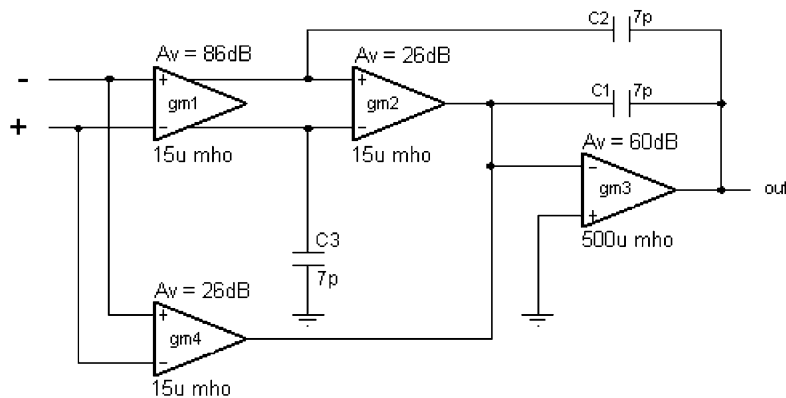 C2
7p
Av = 86dB
Av = 26dB
-
+
gm1
-
C1
7p
+
gm2
-
+
-
15u mho
15u mho
Av = 60dB
-
gm3
out
+
500u mho
C3
7p
Av = 26dB
+
gm4
-
15u mho